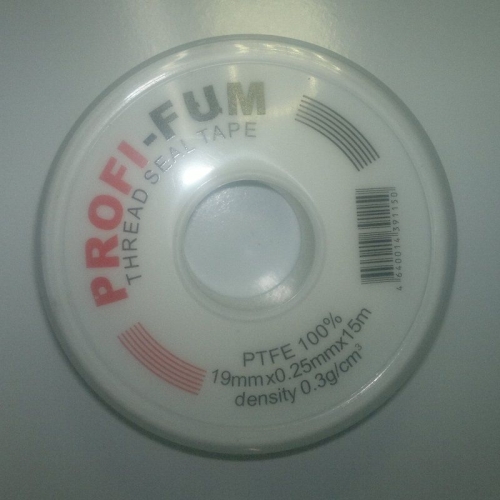 PROFI-FUM
THREAD SEAL TAPE
PTFE 100%
19mmx0.25mmx15m
density 0.3g/cm³